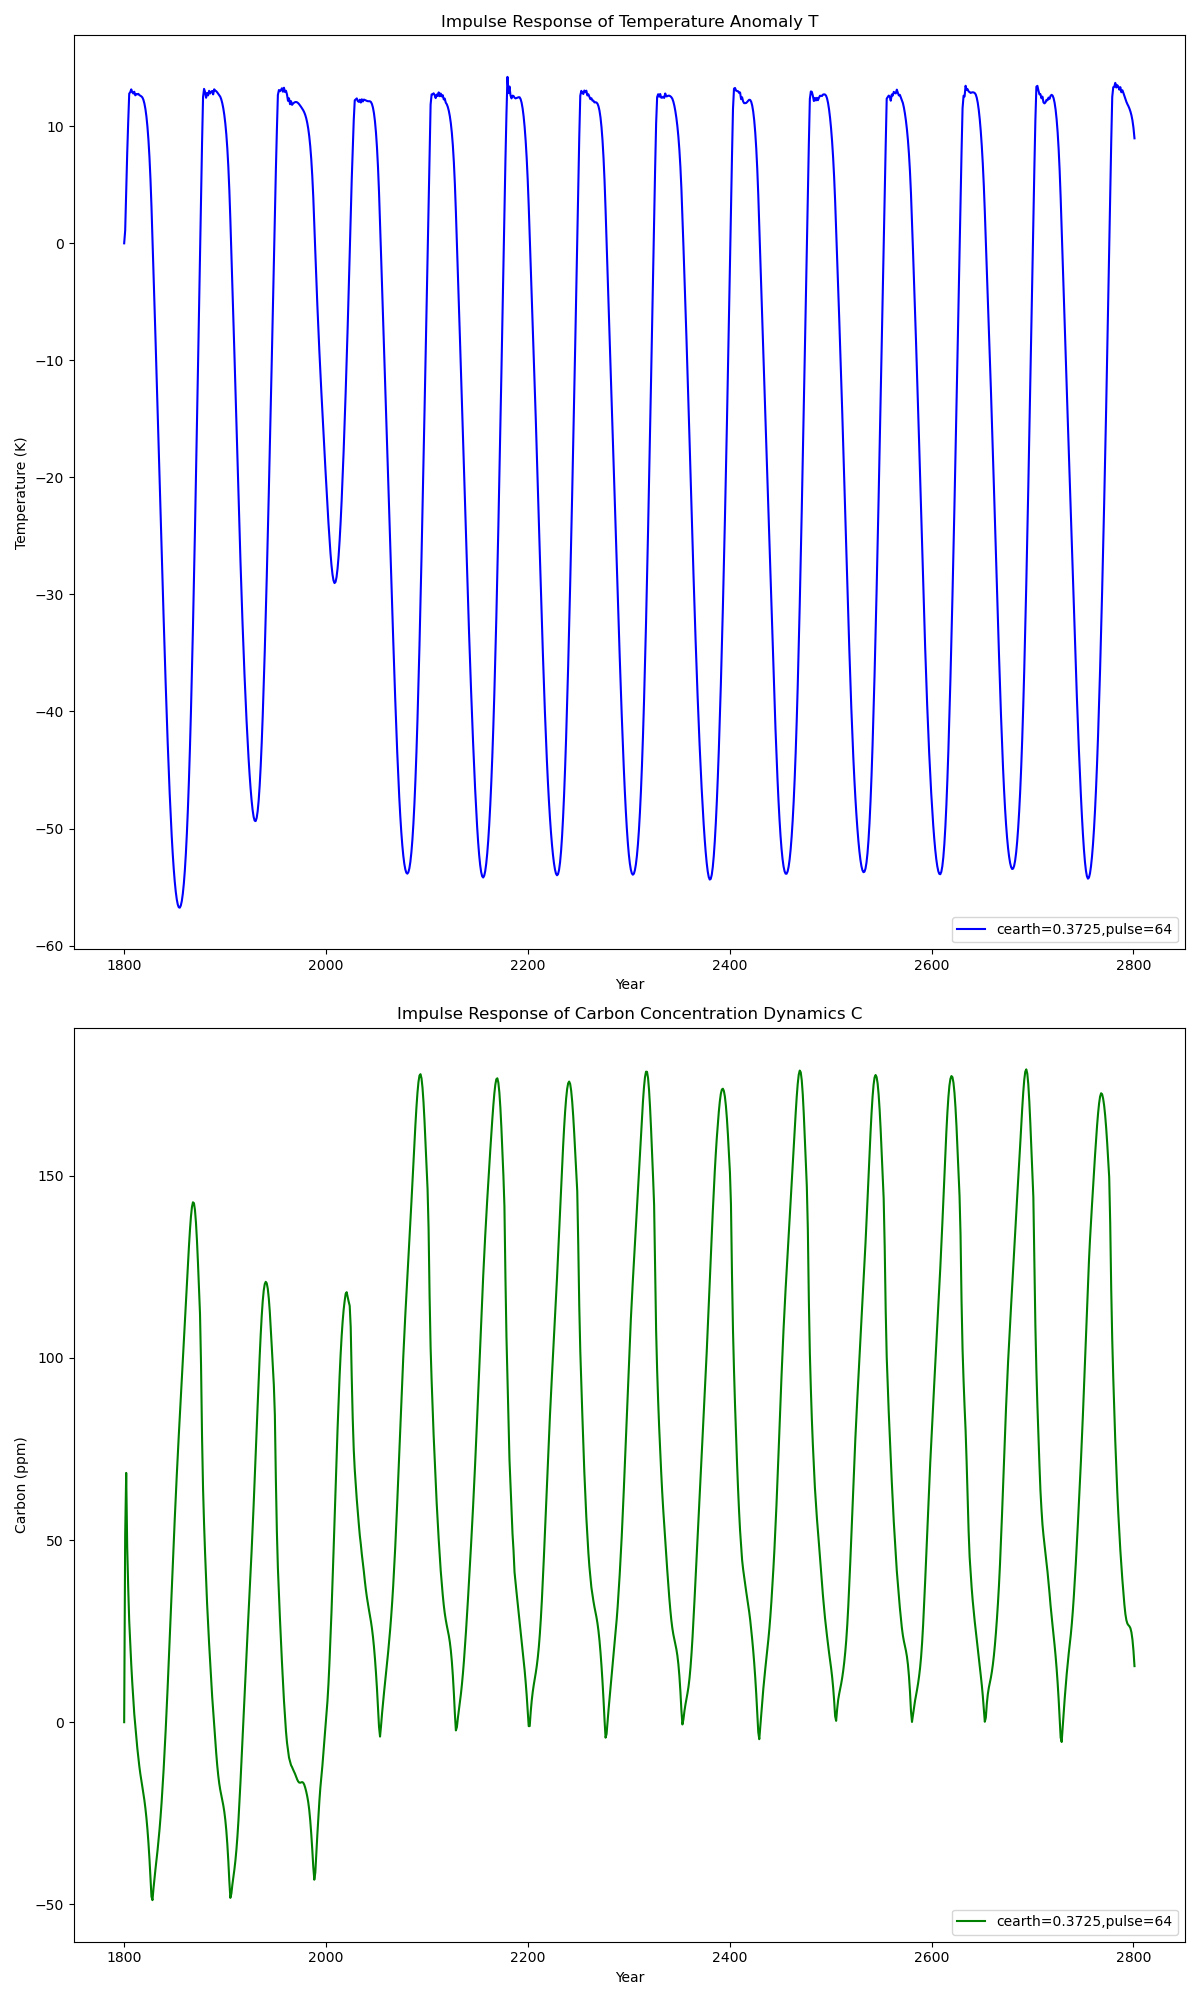 Impulse Response of Temperature Anomaly T
10
0
−10
−20
−30
−40
−50
−60
Temperature (K)
cearth=0.3725,pulse=64
1800 2000 2200 2400 2600 2800
Year
Impulse Response of Carbon Concentration Dynamics C
150
100
50
0
−50
Carbon (ppm)
cearth=0.3725,pulse=64
1800 2000 2200 2400 2600 2800
Year